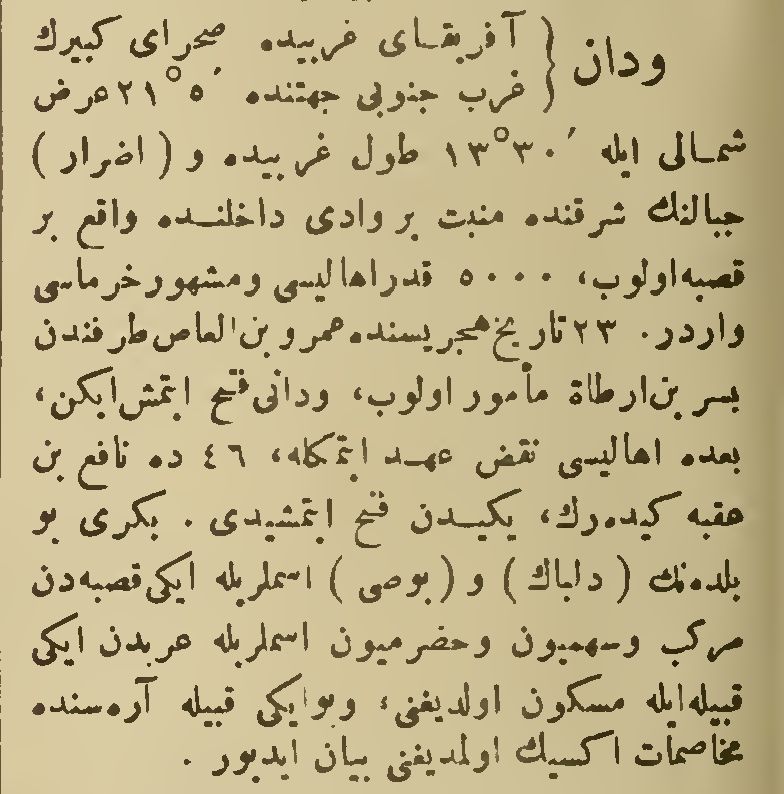 ودان { آفریقای غربیده صحرای کبیرك
غرب جنوبی جهتنده ´٥ °٢١ عرض
شمالی ایله ´٣٠ °١٣ طول غربیده و (اضرار)
جبالنك شرقنده منبت بر وادی داخلنده واقع بر
قصبه اولوب، ٥٠٠٠ قدر اهالیسی و مشهور خرماسی
واردر. ٢٣ تاریخ هجریسنده عمرو بن العاص طرفندن
بسر بن ارطاة مأمور اولوب، ودانی فتح ایتمش ایکن،
بعده اهالیسی نقض عهد ایتمکله، ٤٦ ده نافع بن
عقبه کیده‌رك، یکیدن فتح ایتمشیدی. بکری بو
بلده‌نك (دلباك) و (بوصی) اسملریله ایکی قصبه‌دن
مرکب و سهمیون و حضرمیون اسملریله عربدن ایکی
قبیله ایله مسکون اولدیغنی، و بو ایکی قبیله آره‌سنده
مخاصمات اکسیك اولمدیغنی بیان ایدیور.